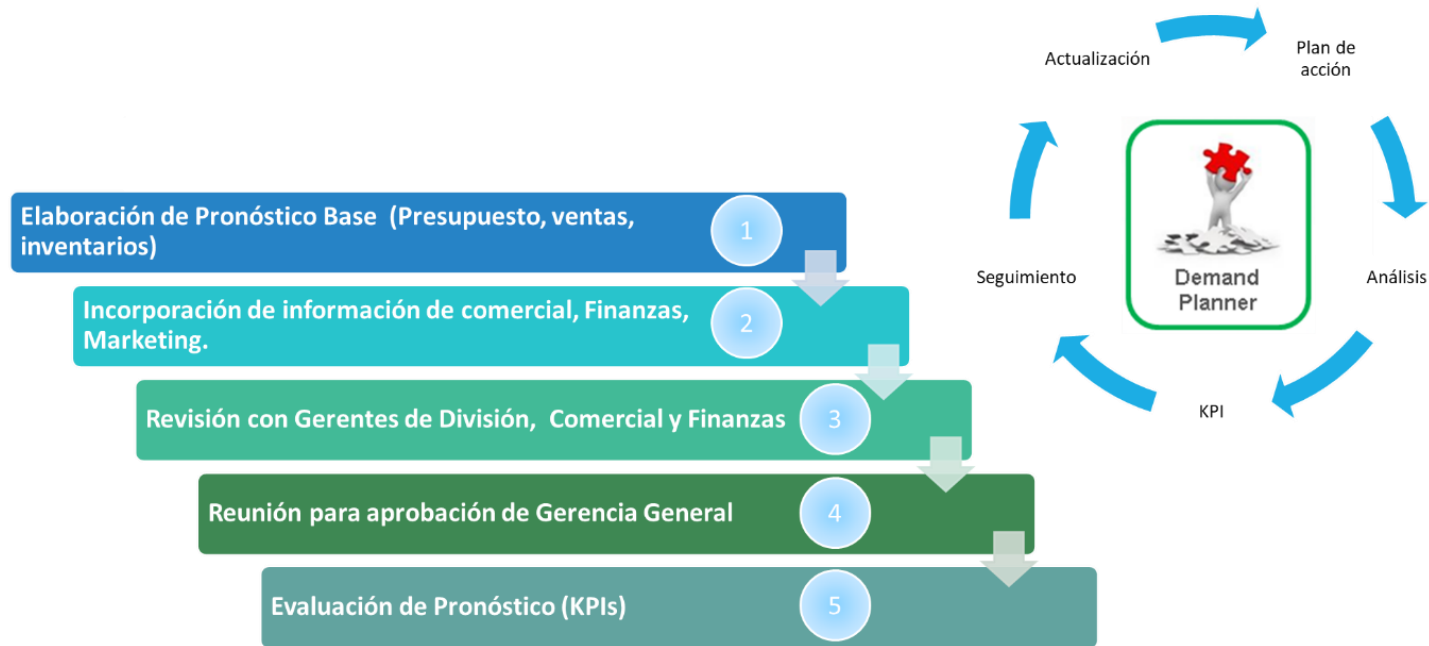 Elaboración de Pronóstico Base (Presupuesto, ventas,
inventarios)
1
Incorporación de información de comercial, Finanzas,
Marketing.
2
Revisión con Gerentes de División, Comercial y Finanzas
3
Reunión para aprobación de Gerencia General
4
Evaluación de Pronóstico (KPIs)
5
Actualización
Plan de
acción
Análisis
KPI
Seguimiento
Demand
Planner